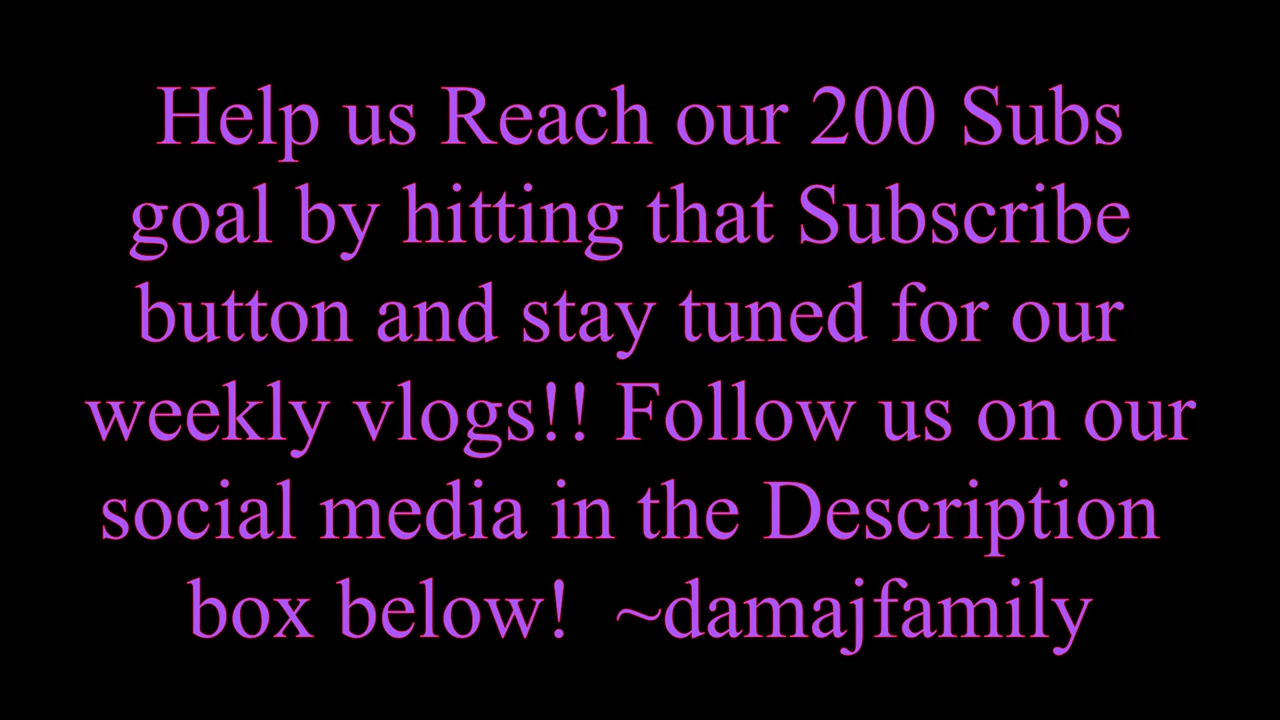 Help us Reach our 200 Subs
goal by hitting that Subscribe
button and stay tuned for our
weekly vlogs!! Follow us on our
social media in the Description
box below!  ~damajfamily